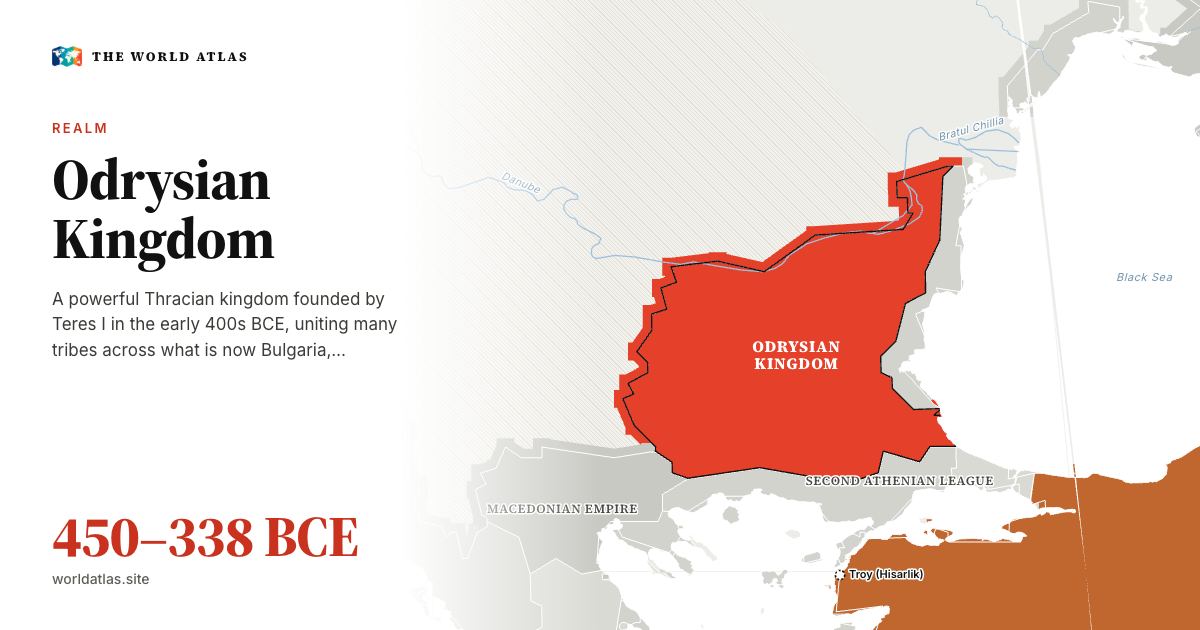 THE WORLD ATLAS
REALM
Odrysian
Kingdom
A powerful Thracian kingdom founded by
Teres I in the early 400s BCE, uniting many
tribes across what is now Bulgaria,...
450–338 BCE
worldatlas.site
Bratul Chillia
Danube
Black Sea
ODRYSIAN
KINGDOM
SECOND ATHENIAN LEAGUE
MACEDONIAN EMPIRE
Troy (Hisarlik)